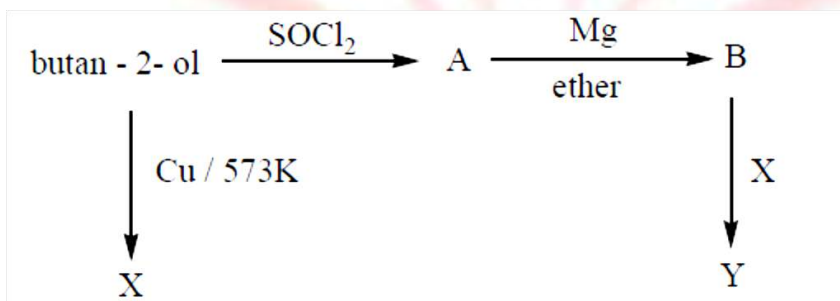 butan - 2- ol
SOCl₂
A
Mg
ether
B
Cu / 573K
X
X
Y